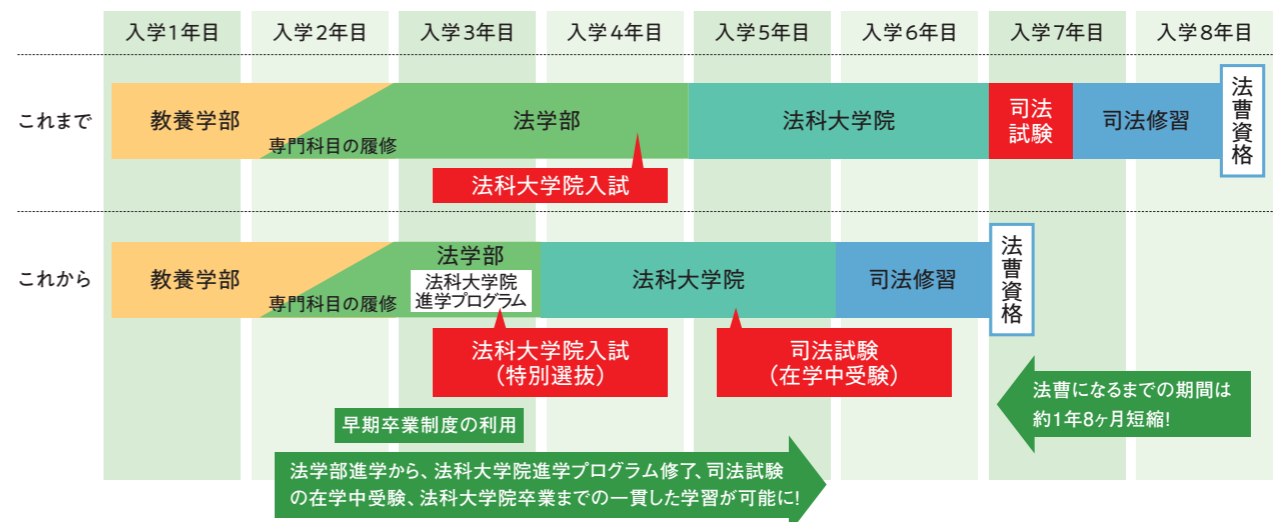 入学1年目
入学2年目
入学3年目
入学4年目
入学5年目
入学6年目
入学7年目
入学8年目
これまで
教養学部
専門科目の履修
法学部
法科大学院
司法
試験
司法修習
法曹資格
法科大学院入試
これから
教養学部
専門科目の履修
法学部
法科大学院
進学プログラム
法科大学院
司法修習
法曹資格
法科大学院入試
（特別選抜）
司法試験
（在学中受験）
法曹になるまでの期間は
約1年8ヶ月短縮!
早期卒業制度の利用
法学部進学から、法科大学院進学プログラム修了、司法試験
の在学中受験、法科大学院卒業までの一貫した学習が可能に!